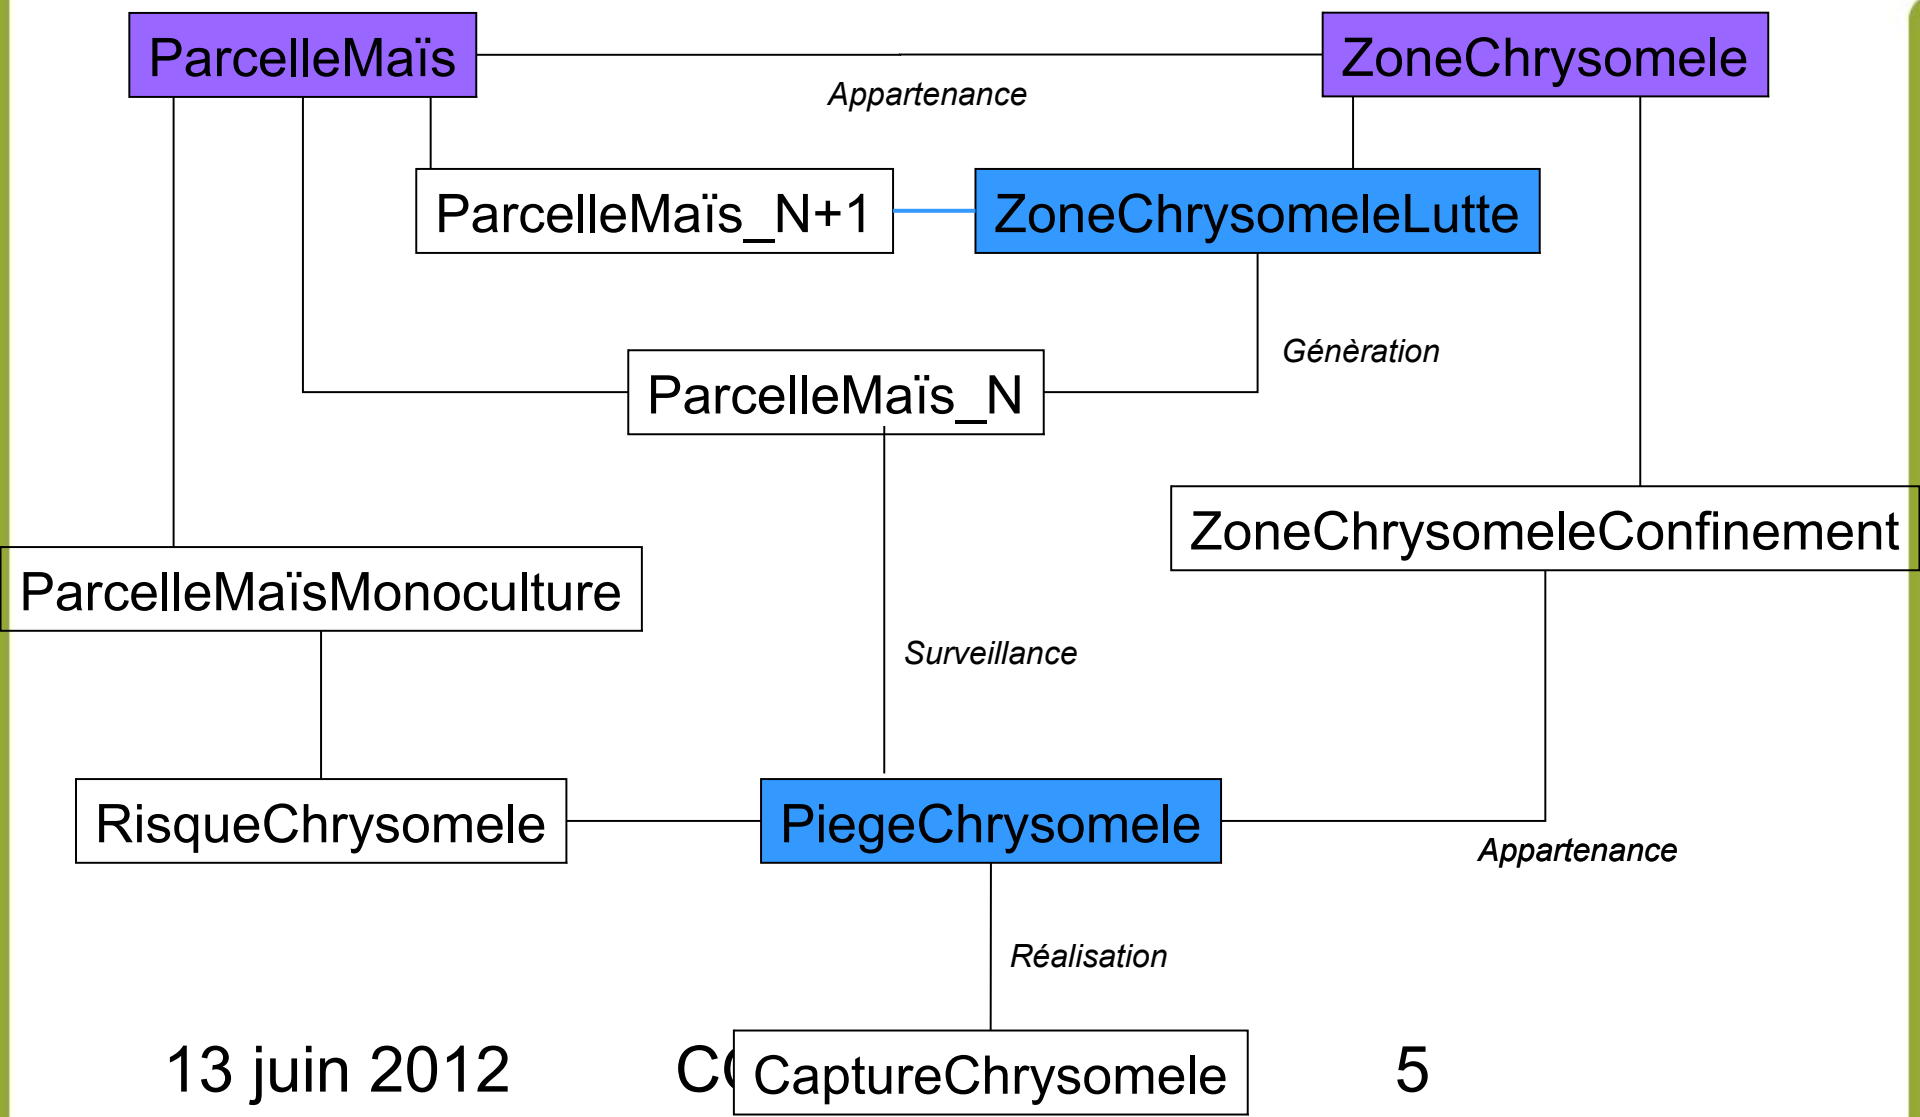 ParcelleMaïs
ZoneChrysomele
Appartenance
ParcelleMaïs_N+1
ZoneChrysomeleLutte
Génèration
ParcelleMaïs_N
ZoneChrysomeleConfinement
ParcelleMaïsMonoculture
Surveillance
RisqueChrysomele
PiegeChrysomele
Appartenance
Réalisation
13 juin 2012
CaptureChrysomele
5